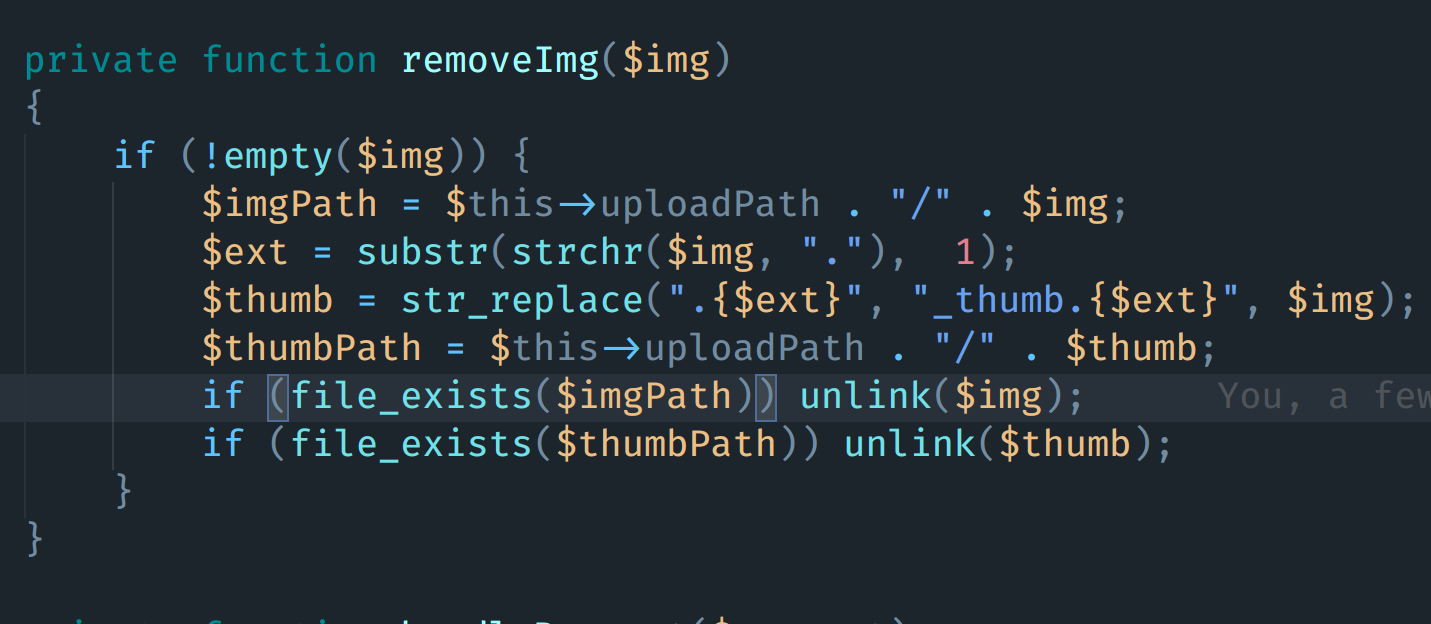 private function removeImg($img)
{
    if (!empty($img)) {
        $imgPath = $this->uploadPath . "/" . $img;
        $ext = substr(strchr($img, "."), 1);
        $thumb = str_replace(".{$ext}", "_thumb.{$ext}", $img);
        $thumbPath = $this->uploadPath . "/" . $thumb;
        if (file_exists($imgPath)) unlink($img);    You, a few
        if (file_exists($thumbPath)) unlink($thumb);
    }
}